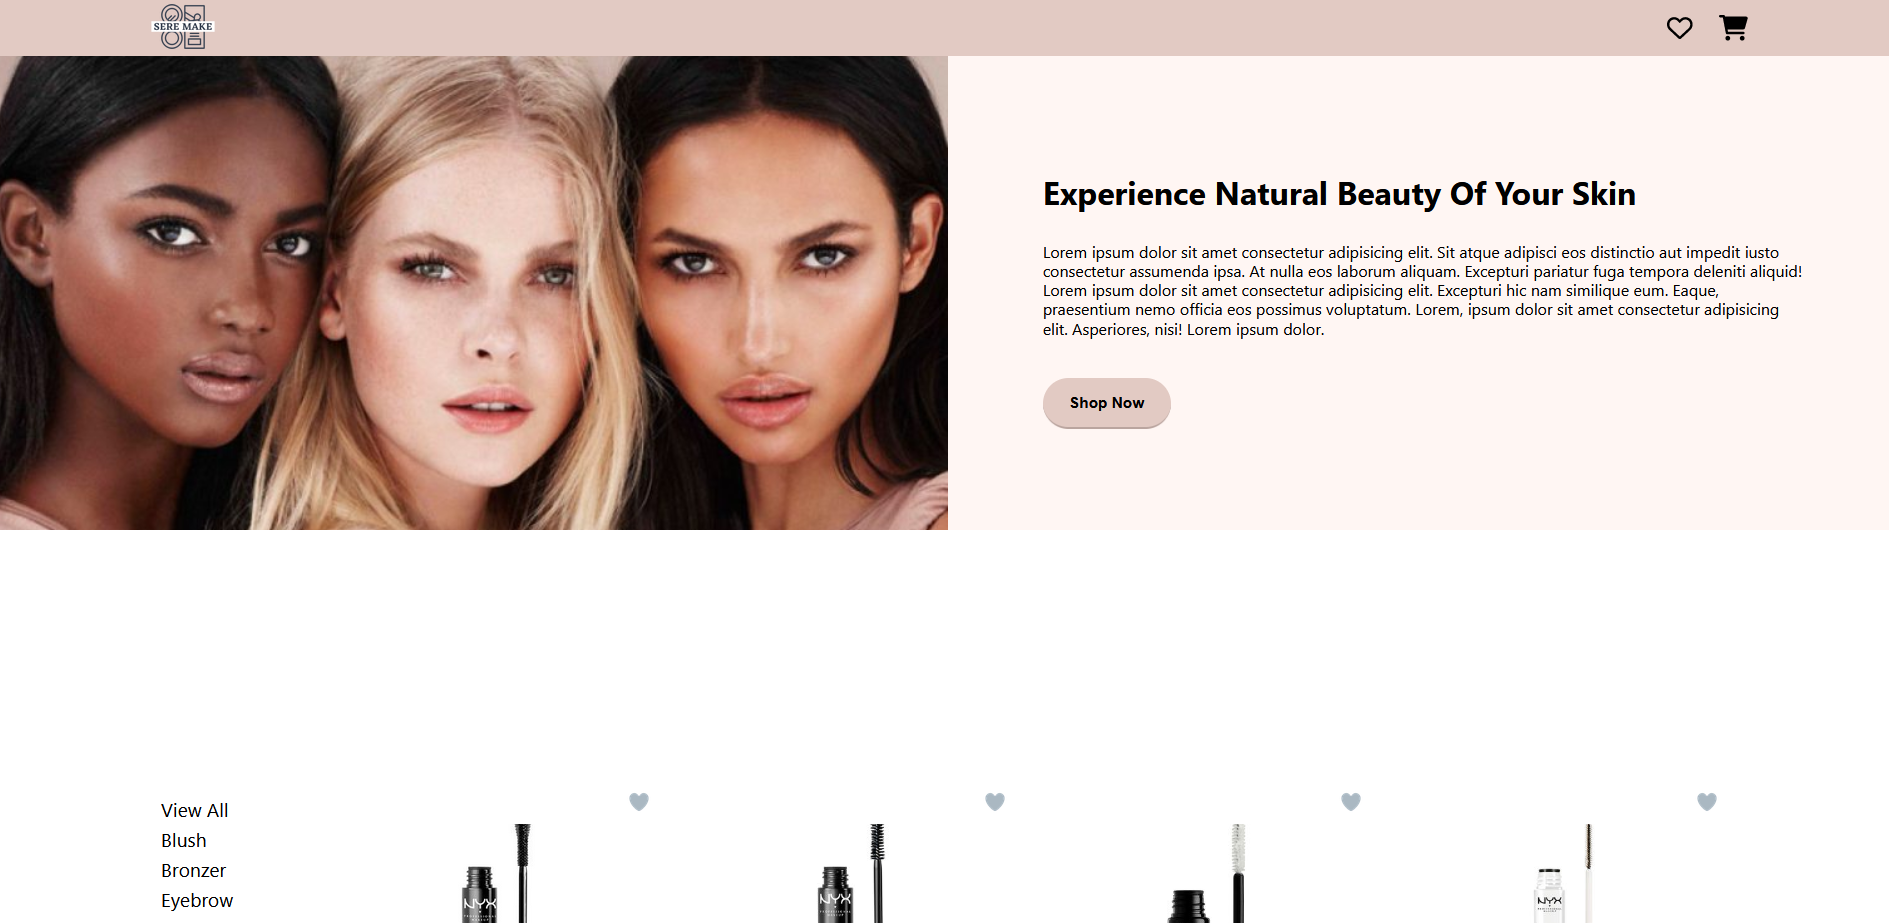 SERE MAKE
Experience Natural Beauty Of Your Skin
Lorem ipsum dolor sit amet consectetur adipisicing elit. Sit atque adipisci eos distinctio aut impedit iusto
consectetur assumenda ipsa. At nulla eos laborum aliquam. Excepturi pariatur fuga tempora deleniti aliquid!
Lorem ipsum dolor sit amet consectetur adipisicing elit. Excepturi hic nam similique eum. Eaque,
praesentium nemo officia eos possimus voluptatum. Lorem, ipsum dolor sit amet consectetur adipisicing
elit. Asperiores, nisi! Lorem ipsum dolor.
Shop Now
View All
Blush
Bronzer
Eyebrow
NYX
NYX
NYX